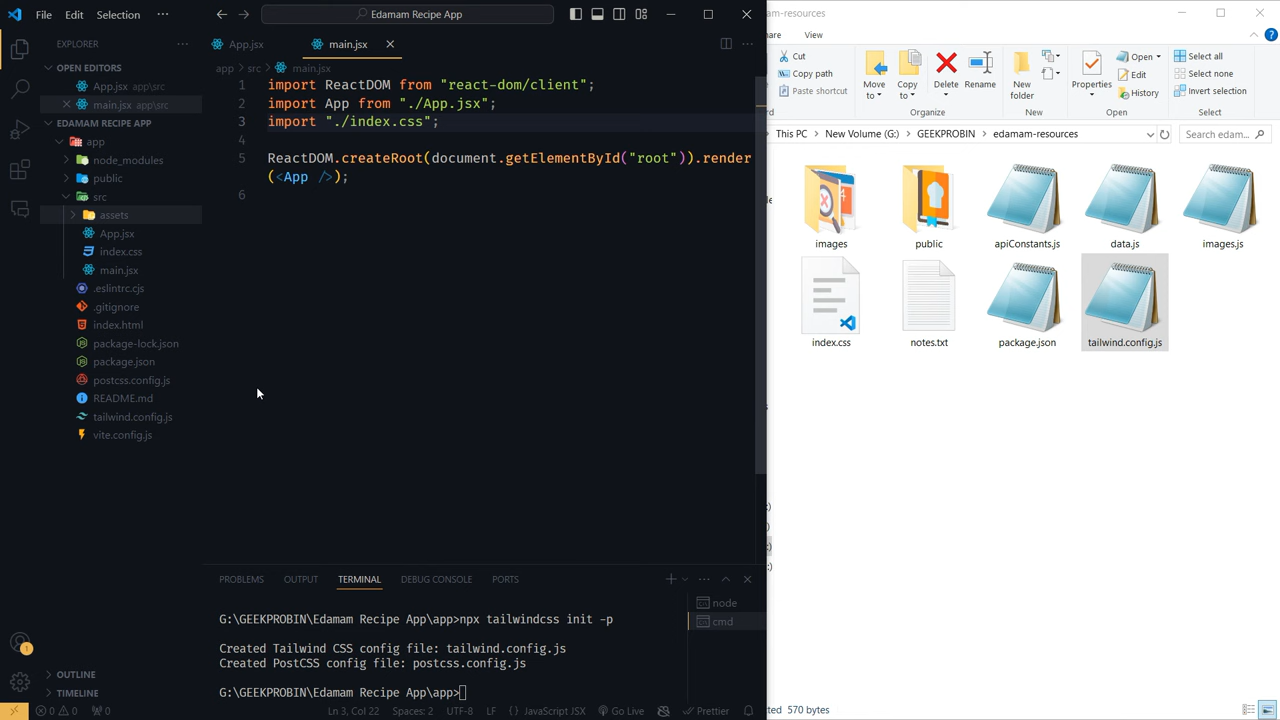 File Edit Selection ··· Edamam Recipe App
EXPLORER ···
OPEN EDITORS
App.jsx app\src
main.jsx app\src
EDAMAM RECIPE APP
app
node_modules
public
src
assets
App.jsx
index.css
main.jsx
.eslintrc.cjs
.gitignore
index.html
package-lock.json
package.json
postcss.config.js
README.md
tailwind.config.js
vite.config.js
OUTLINE
TIMELINE
App.jsx main.jsx
app > src > main.jsx
1 import ReactDOM from "react-dom/client";
2 import App from "./App.jsx";
3 import "./index.css";
4
5 ReactDOM.createRoot(document.getElementById("root")).render
(<App />);
6
PROBLEMS OUTPUT TERMINAL DEBUG CONSOLE PORTS
G:\GEEKPROBIN\Edamam Recipe App\app>npx tailwindcss init -p
Created Tailwind CSS config file: tailwind.config.js
Created PostCSS config file: postcss.config.js
G:\GEEKPROBIN\Edamam Recipe App\app>
node
cmd
1
0 0 0 Ln 3, Col 22 Spaces: 2 UTF-8 LF {} JavaScript JSX Go Live Prettier
am-resources
are View
Cut
Copy path
Paste shortcut
Move to
Copy to
Delete
Rename
Organize
New folder
New
Properties
Open
Edit
History
Open
Select all
Select none
Invert selection
Select
This PC > New Volume (G:) > GEEKPROBIN > edamam-resources
Search edam...
images public apiConstants.js data.js images.js
index.css notes.txt package.json tailwind.config.js
cted 570 bytes